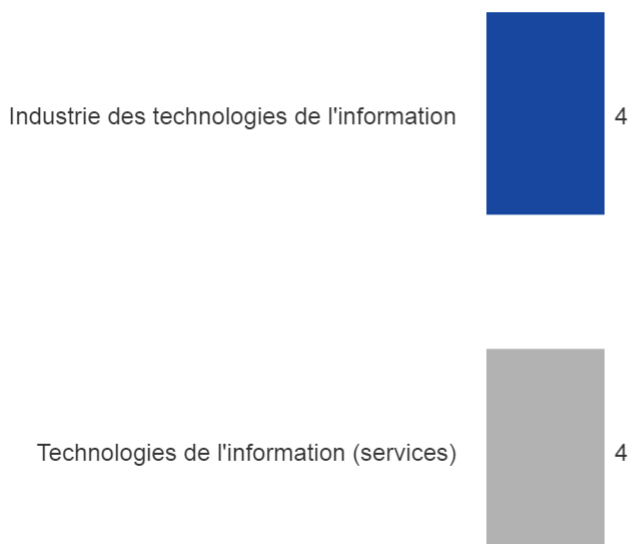 Industrie des technologies de l'information 4
Technologies de l'information (services) 4